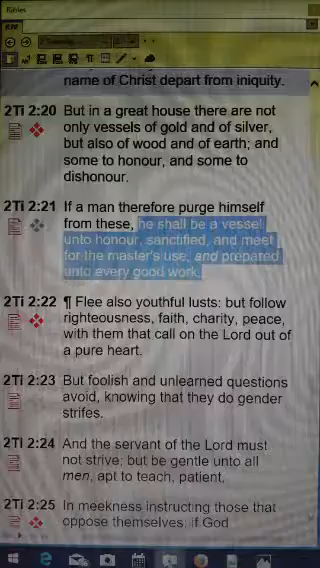 Bibles
KJV
name of Christ depart from iniquity.
2Ti 2:20 But in a great house there are not
only vessels of gold and of silver,
but also of wood and of earth; and
some to honour, and some to
dishonour.
2Ti 2:21 If a man therefore purge himself
from these, he shall be a vessel
unto honour, sanctified, and meet
for the master's use, and prepared
unto every good work.
2Ti 2:22 ¶ Flee also youthful lusts: but follow
righteousness, faith, charity, peace,
with them that call on the Lord out of
a pure heart.
2Ti 2:23 But foolish and unlearned questions
avoid, knowing that they do gender
strifes.
2Ti 2:24 And the servant of the Lord must
not strive; but be gentle unto all
men, apt to teach, patient,
2Ti 2:25 In meekness instructing those that
oppose themselves; if God